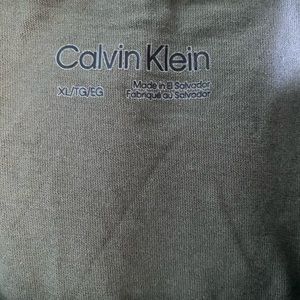 Calvin Klein
XL/TG/EG
Made in El Salvador
Fabriqué au Salvador